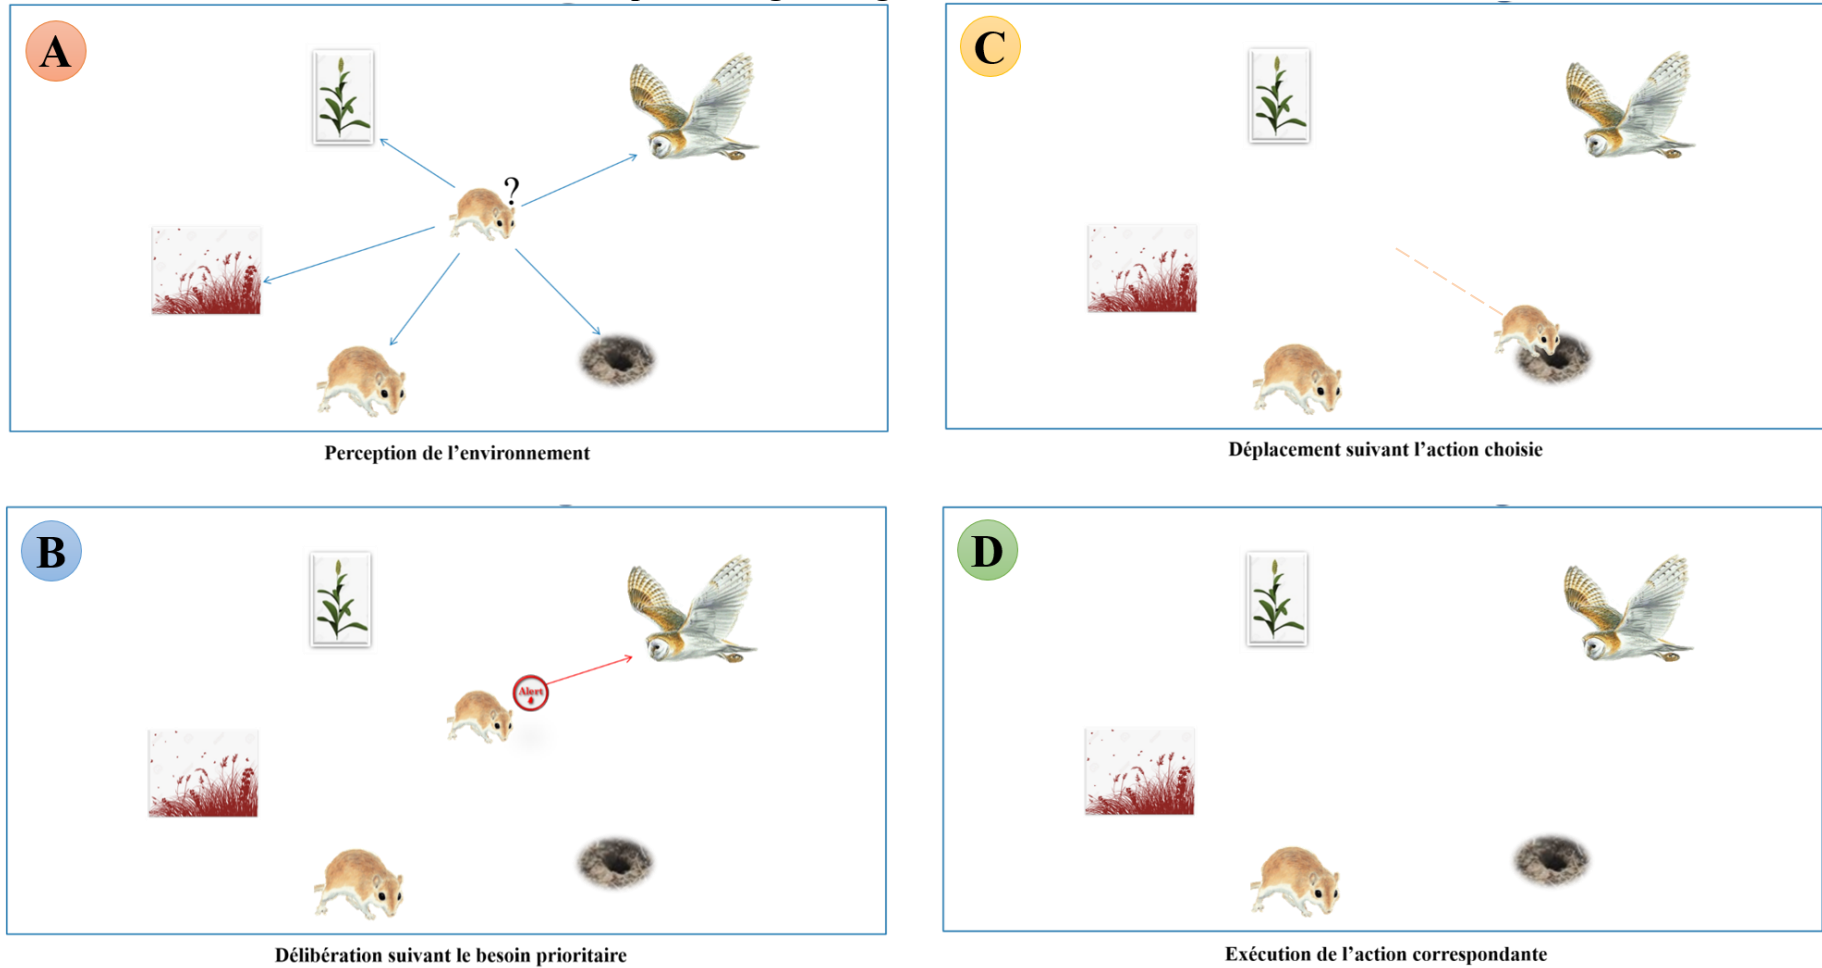 A
?
Perception de l’environnement
C
Déplacement suivant l’action choisie
B
Alert
Délibération suivant le besoin prioritaire
D
Exécution de l’action correspondante